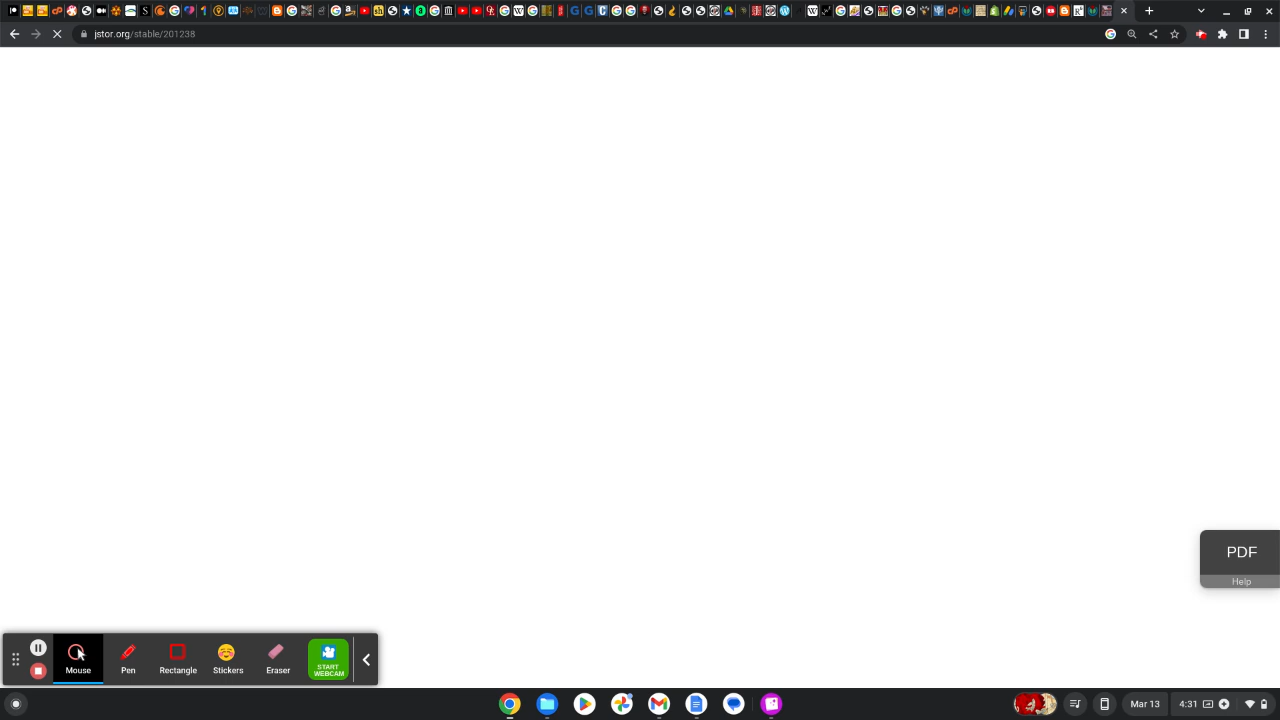 jstor.org/stable/201238
PDF
Help
Mouse
Pen
Rectangle
Stickers
Eraser
START
WEBCAM
Mar 13
4:31